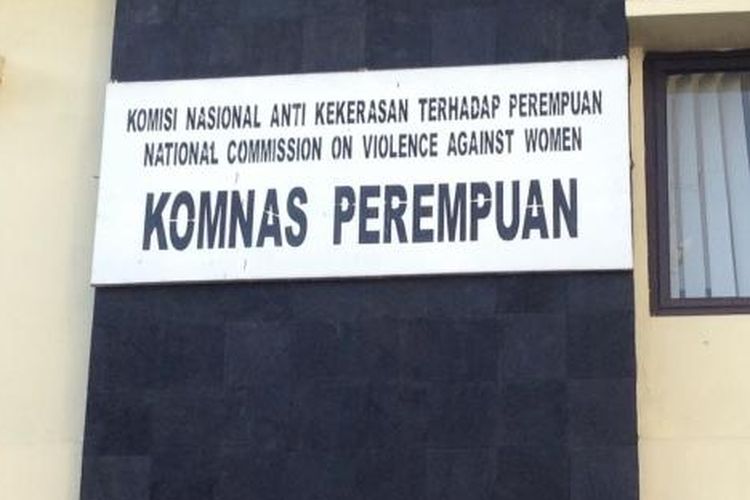 KOMISI NASIONAL ANTI KEKERASAN TERHADAP PEREMPUAN
NATIONAL COMMISSION ON VIOLENCE AGAINST WOMEN
KOMNAS PEREMPUAN